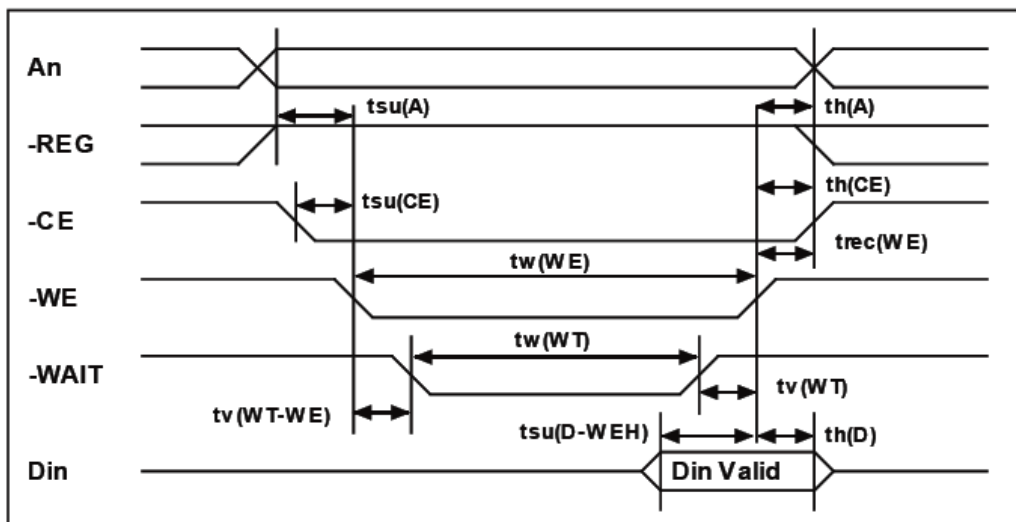 An
tsu(A)
th(A)
-REG
tsu(CE)
th(CE)
-CE
trec(WE)
tw(WE)
-WE
tw(WT)
-WAIT
tv(WT)
tv(WT-WE)
tsu(D-WEH)
th(D)
Din
Din Valid